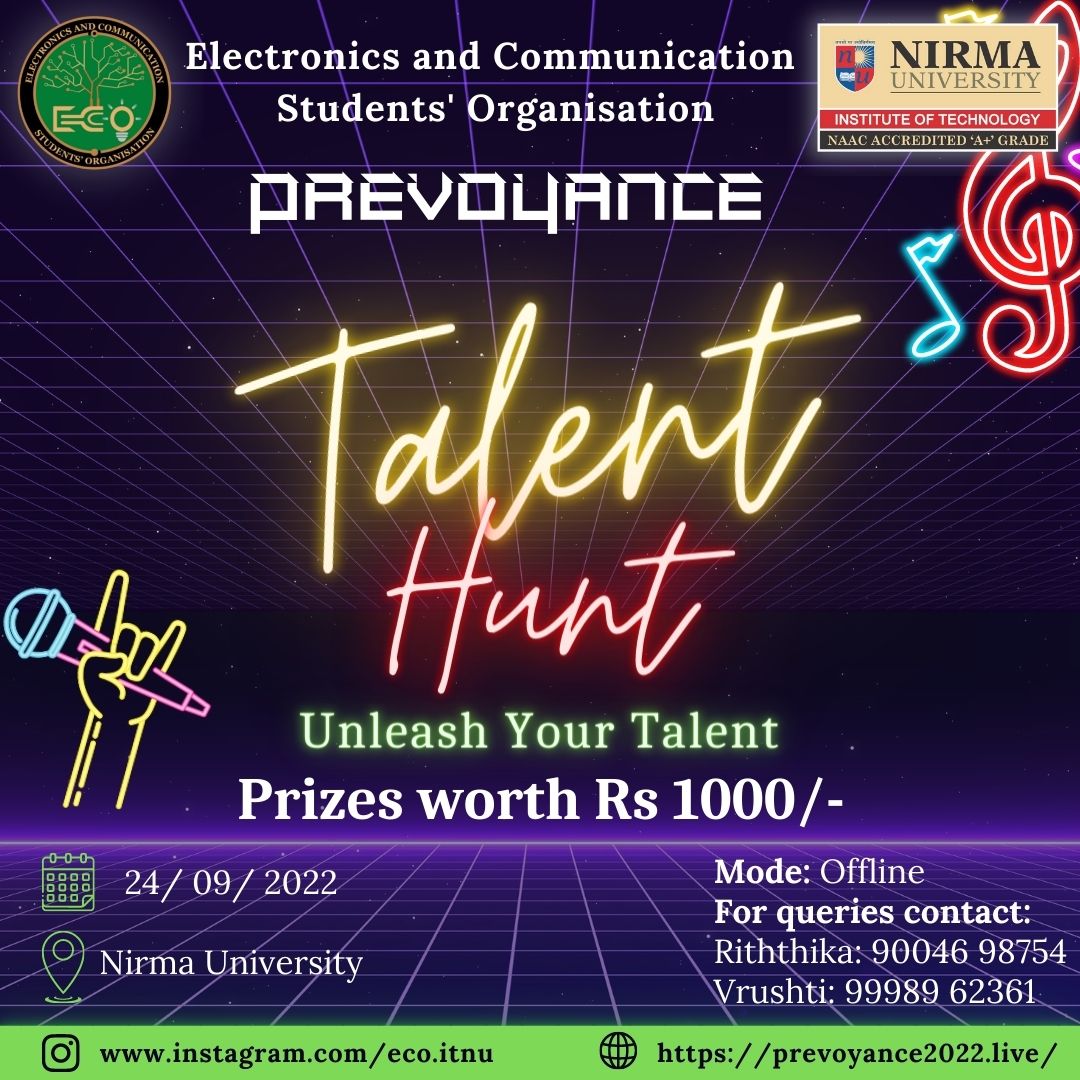 ELECTRONICS AND COMMUNICATION
ECO
STUDENTS' ORGANISATION
Electronics and Communication
Students' Organisation
NIRMA
UNIVERSITY
INSTITUTE OF TECHNOLOGY
NAAC ACCREDITED 'A+' GRADE
PREVOYANCE
Talent
Hunt
Unleash Your Talent
Prizes worth Rs 1000/-
24/ 09/ 2022
Nirma University
Mode: Offline
For queries contact:
Riththika: 90046 98754
Vrushti: 99989 62361
www.instagram.com/eco.itnu
https://prevoyance2022.live/